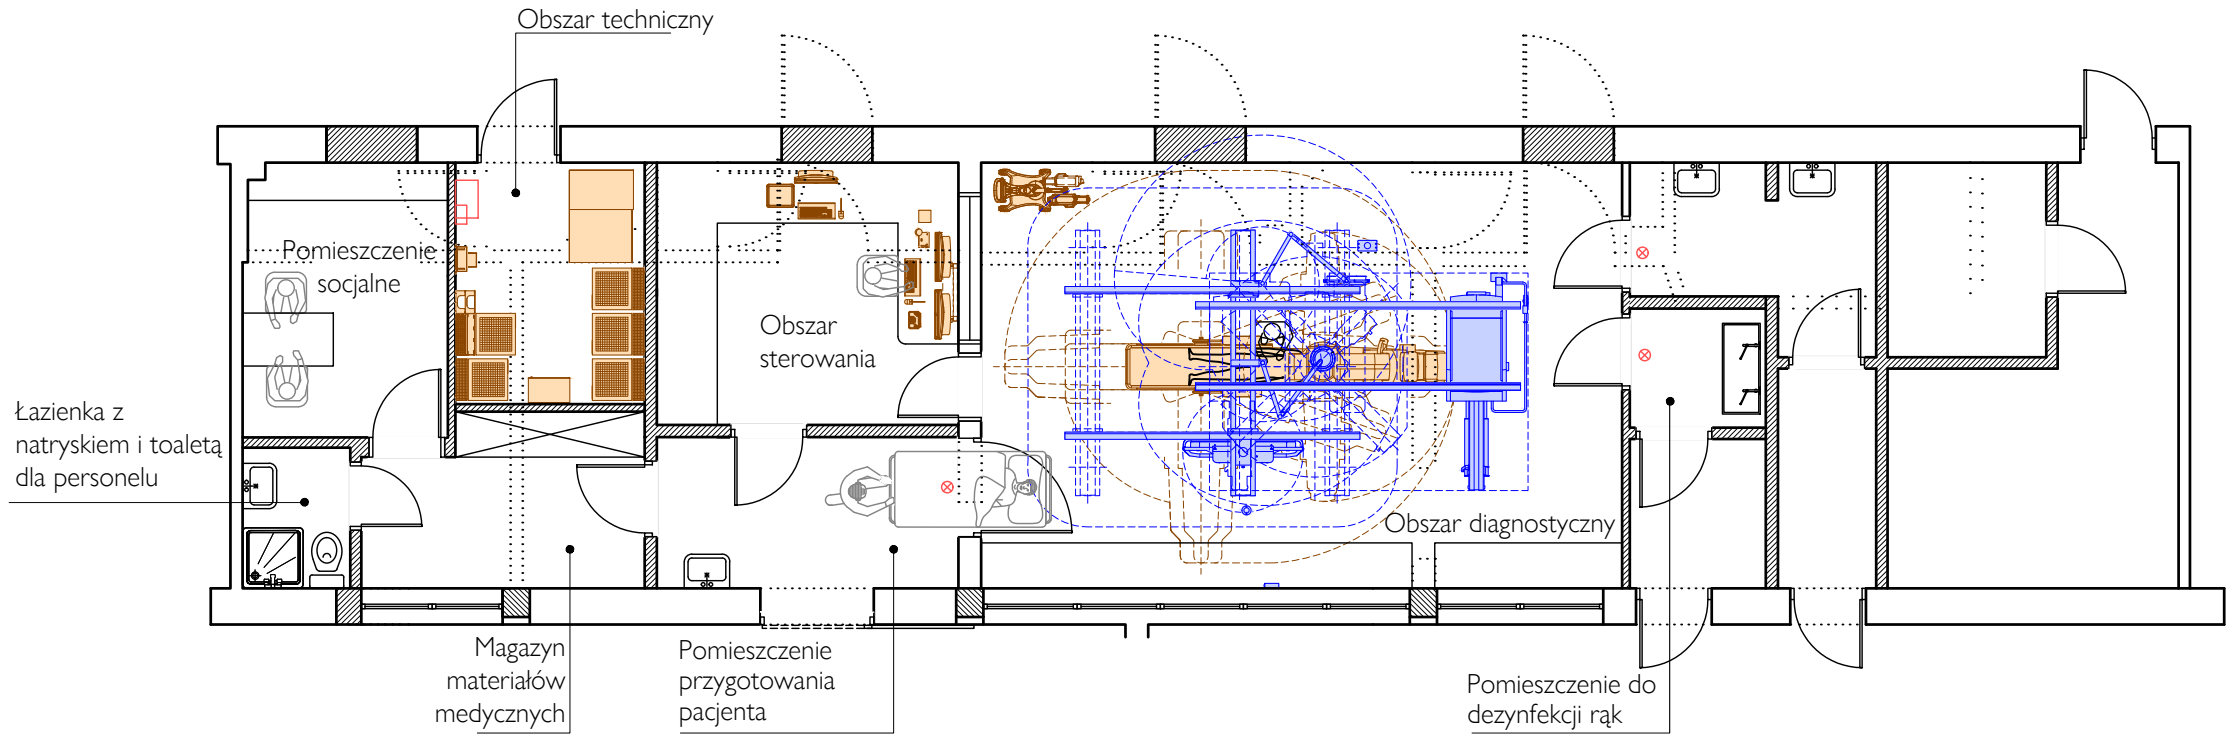 Obszar techniczny
Pomieszczenie
socjalne
Obszar
sterowania
Łazienka z
natryskiem i toaletą
dla personelu
Obszar diagnostyczny
Magazyn
materiałów
medycznych
Pomieszczenie
przygotowania
pacjenta
Pomieszczenie do
dezynfekcji rąk